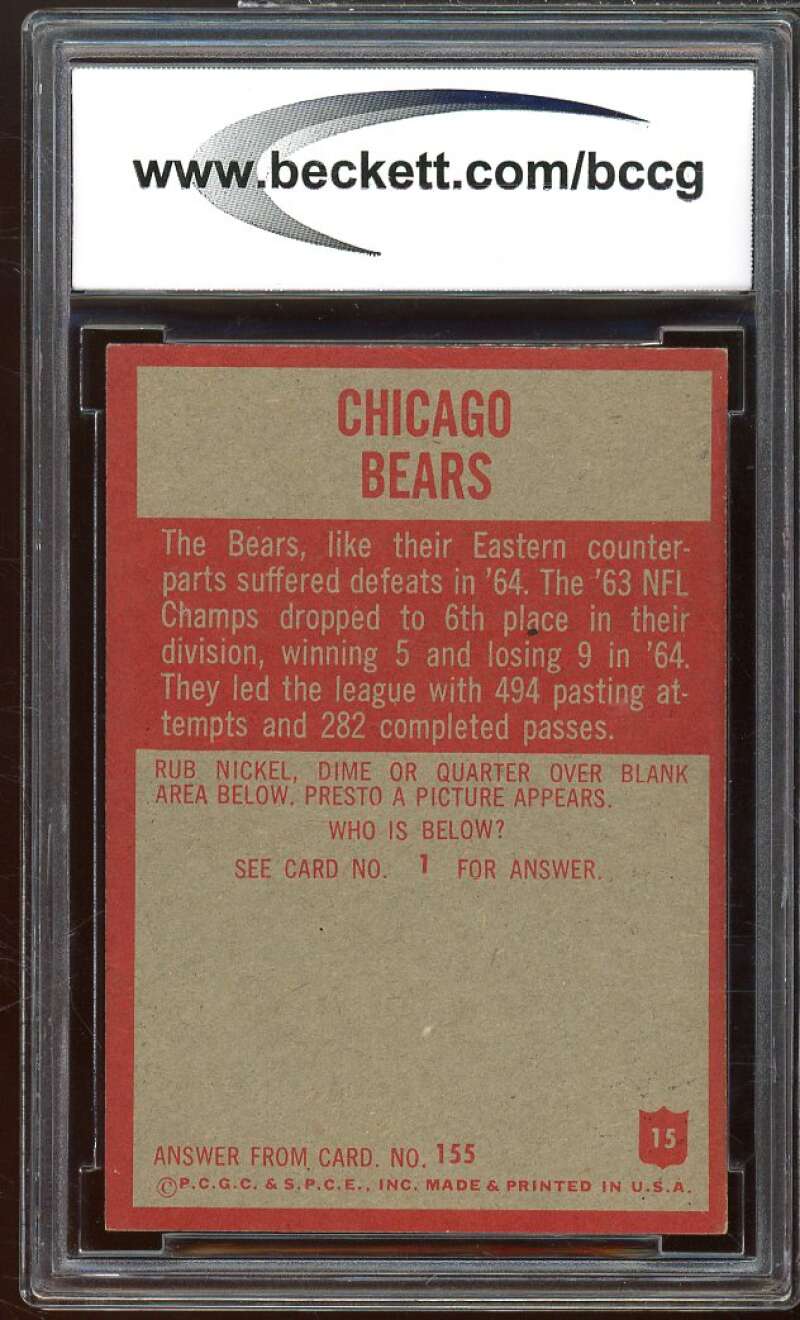 www.beckett.com/bccg
CHICAGO
BEARS
The Bears, like their Eastern counter-
parts suffered defeats in '64. The '63 NFL
Champs dropped to 6th place in their
division, winning 5 and losing 9 in '64.
They led the league with 494 pasting at-
tempts and 282 completed passes.
RUB NICKEL, DIME OR QUARTER OVER BLANK
AREA BELOW. PRESTO A PICTURE APPEARS.
WHO IS BELOW?
SEE CARD NO. 1 FOR ANSWER.
15
ANSWER FROM CARD. NO. 155
©P.C.G.C. & S.P.C.E., INC. MADE & PRINTED IN U.S.A.